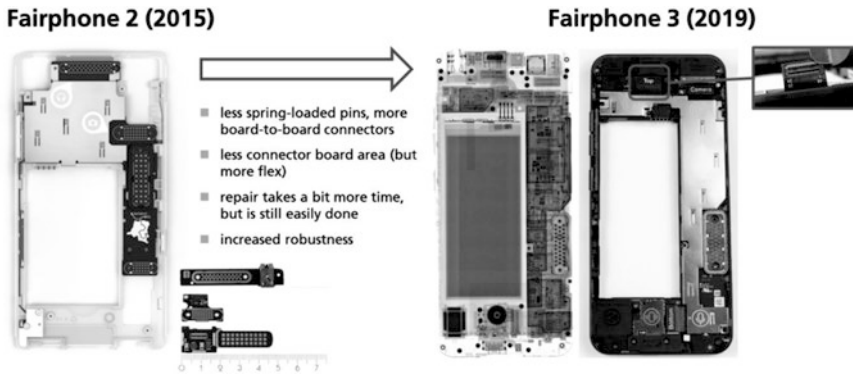 Fairphone 2 (2015)
Fairphone 3 (2019)
less spring-loaded pins, more
board-to-board connectors
less connector board area (but
more flex)
repair takes a bit more time,
but is still easily done
increased robustness
Top
Camera
0 1 2 3 4 5 6 7